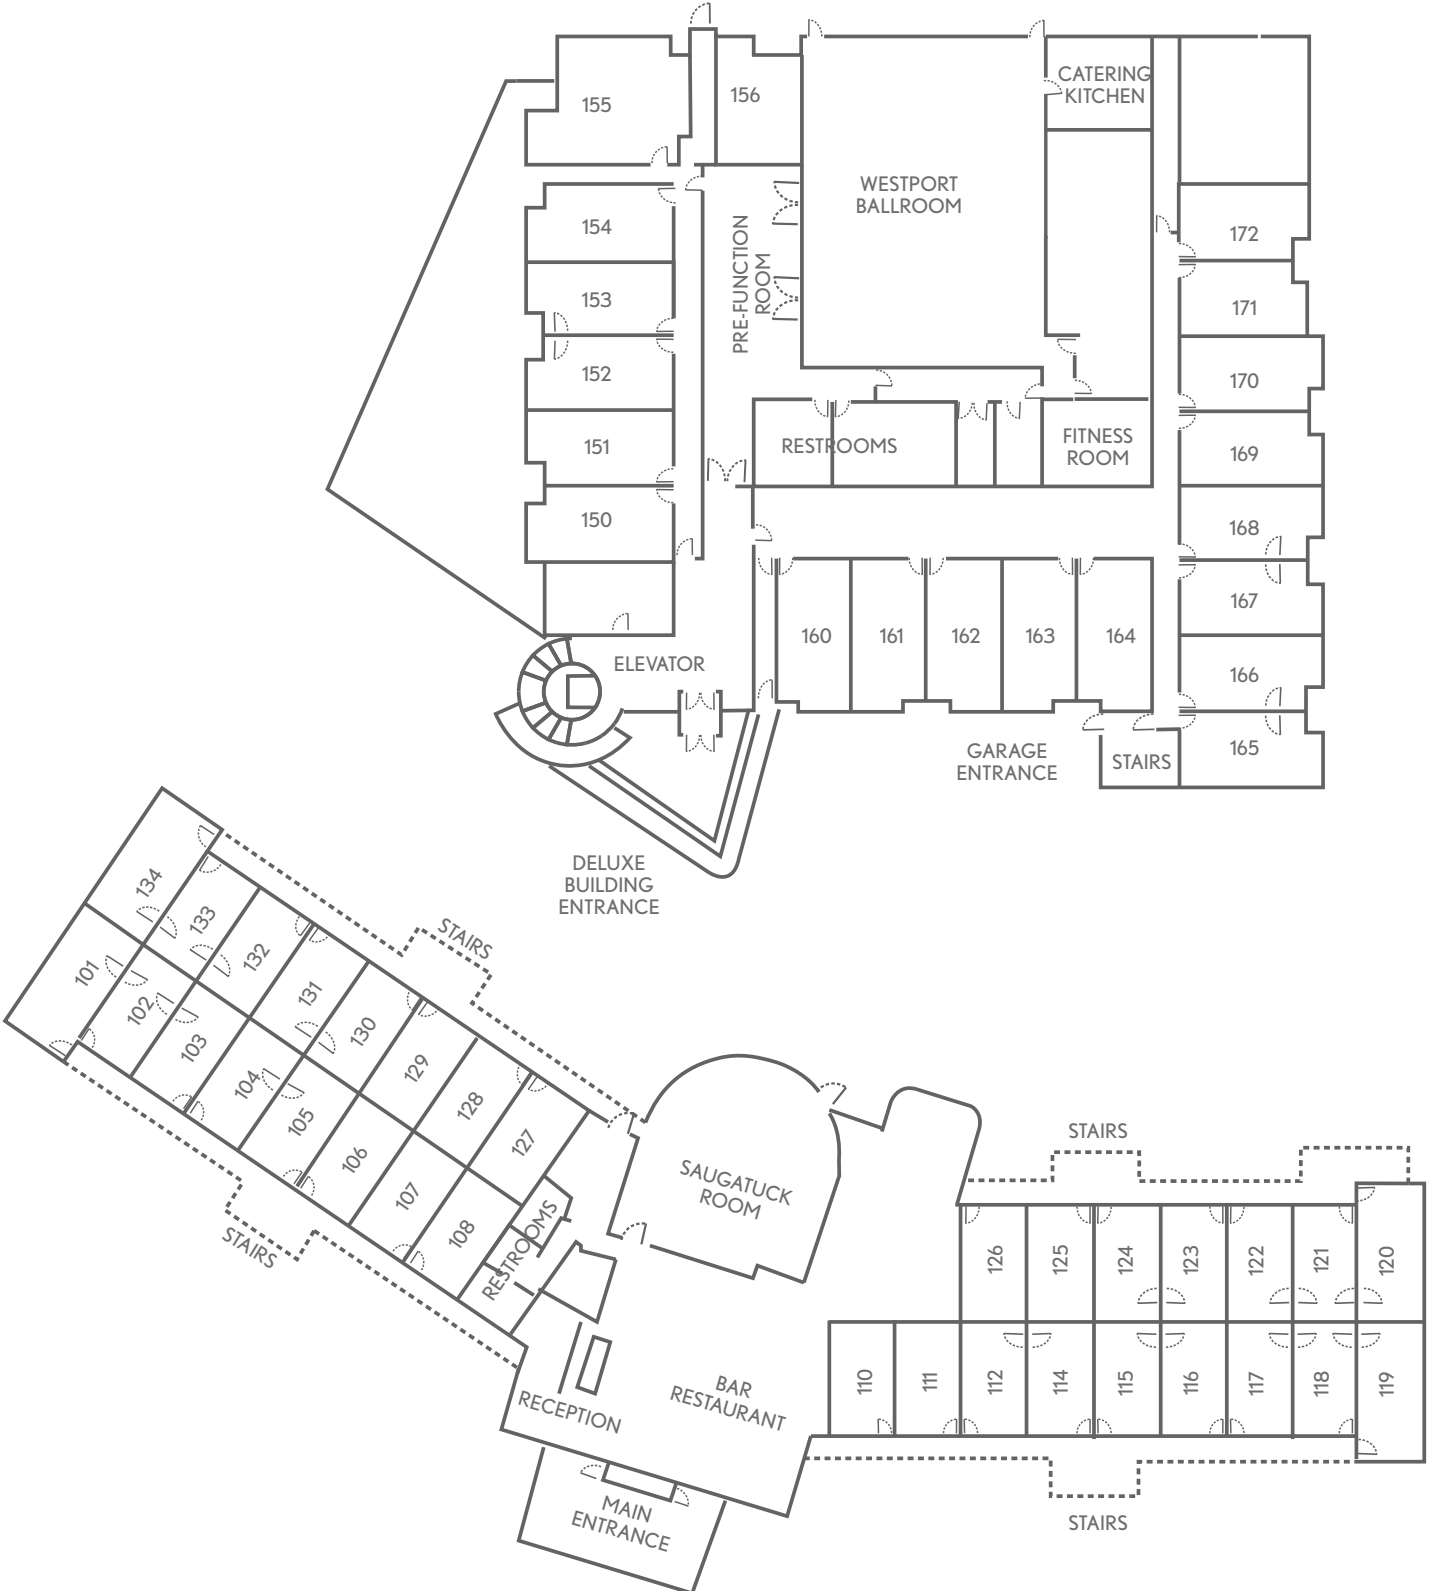 155
156
CATERING
KITCHEN
WESTPORT
BALLROOM
154
153
152
151
150
PRE-FUNCTION
ROOM
172
171
170
169
168
167
166
165
RESTROOMS
FITNESS
ROOM
160
161
162
163
164
ELEVATOR
GARAGE
ENTRANCE
STAIRS
DELUXE
BUILDING
ENTRANCE
134
133
132
131
130
129
128
127
STAIRS
101
102
103
104
105
106
107
108
STAIRS
RESTROOMS
SAUGATUCK
ROOM
STAIRS
126
125
124
123
122
121
120
110
111
112
114
115
116
117
118
119
STAIRS
BAR
RESTAURANT
RECEPTION
MAIN
ENTRANCE